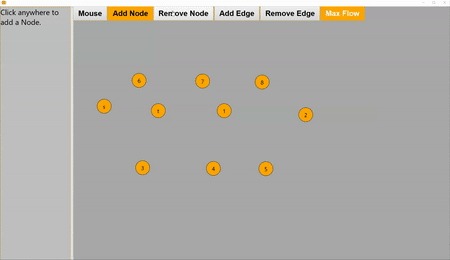 Click anywhere to
add a Node.
Mouse
Add Node
Remove Node
Add Edge
Remove Edge
Max Flow
6
7
8
s
t
1
2
3
4
5